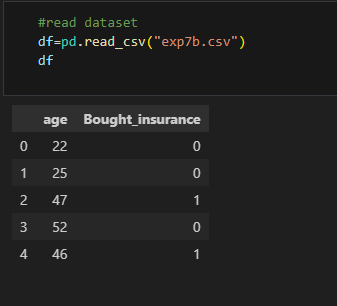 #read dataset
df=pd.read_csv("exp7b.csv")
df
age Bought_insurance
0 22 0
1 25 0
2 47 1
3 52 0
4 46 1